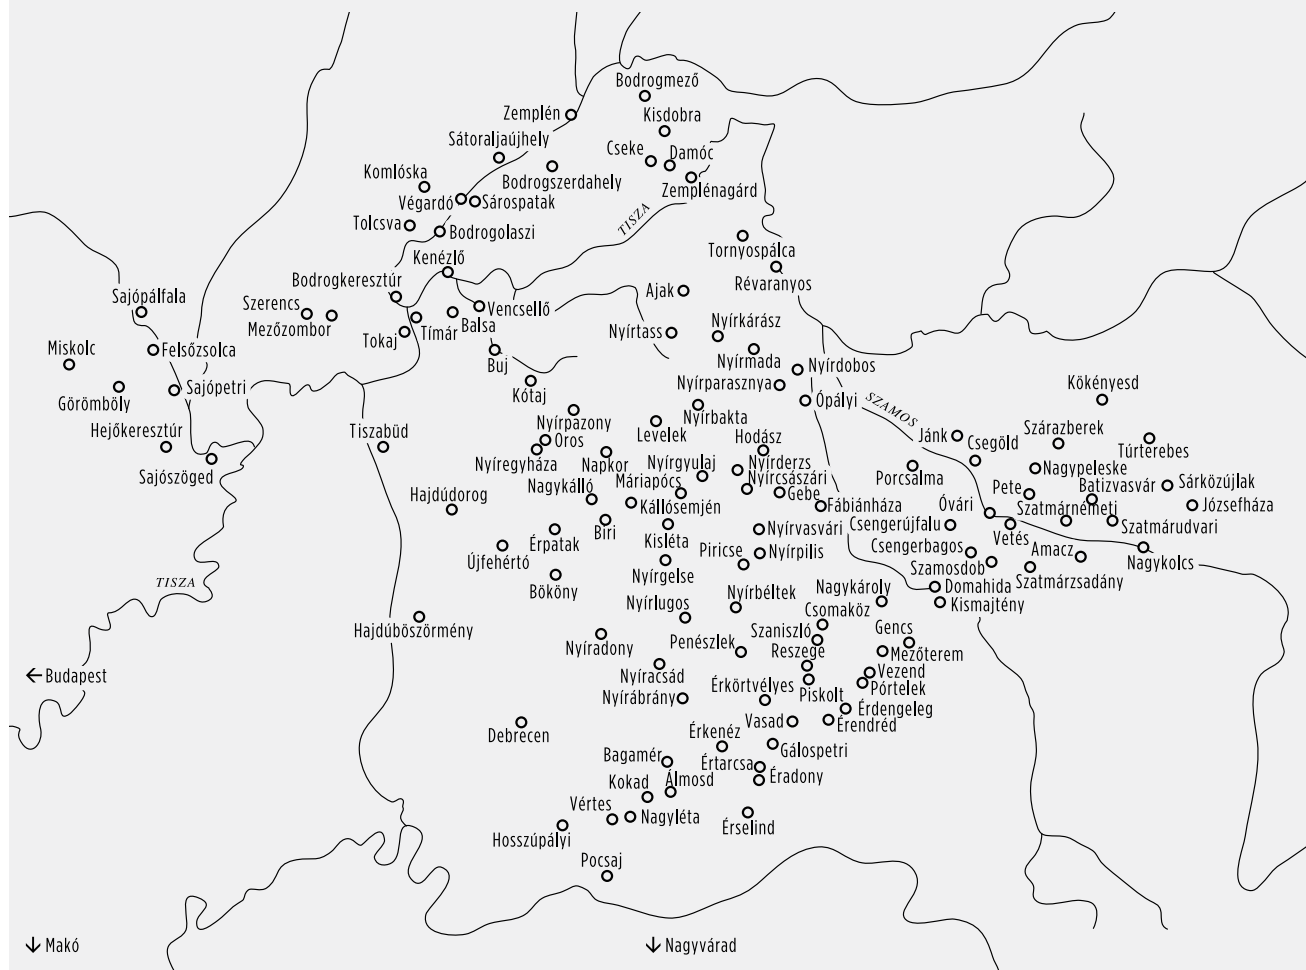 Bodrogmező
Zemplén
Kisdobra
Sátoraljaújhely
Cseke
Damóc
Komlóska
Bodrogszerdahely
Zemplénagárd
Végardó
Sárospatak
Tolcsva
TISZA
Bodrogolaszi
Tornyospálca
Kenézlő
Bodrogkeresztúr
Révaranyos
Ajak
Sajópálfala
Szerencs
Vencsellő
Mezőzombor
Tímár
Balsa
Nyírtass
Nyírkárász
Tokaj
Miskolc
Felsőzsolca
Buj
Nyírmada
Nyírdobos
Sajópetri
Nyírparasznya
Kökényesd
Görömböly
Kótaj
Ópályi
SZAMOS
Nyírbakta
Hejőkeresztúr
Tiszabüd
Nyírpazony
Levelek
Hodász
Jánk
Szárazberek
Oros
Csegöld
Túrterebes
Nyíregyháza
Napkor
Nyírgyulaj
Nyírderzs
Porcsalma
Nagypeleske
Sajószöged
Máriapócs
Nyírcsászári
Pete
Batizvasvár
Sárközújlak
Hajdúdorog
Nagykálló
Kállósemjén
Gebe
Fábiánháza
Óvári
Szatmárnémeti
Józsefháza
Csengerújfalu
Vetés
Szatmárudvari
Biri
Kisléta
Nyírvasvári
Érpatak
Csengerbagos
Amacz
Piricse
Nyírpilis
Újfehértó
Nagykolcs
Szamosdob
Szatmárzsadány
Nyírgelse
TISZA
Bököny
Nagykároly
Domahida
Nyírbéltek
Kismajtény
Nyírlugos
Csomaköz
Hajdúböszörmény
Szaniszló
Gencs
Nyíradony
Penészlek
Reszege
Mezőterem
← Budapest
Nyíracsád
Vezend
Érkörtvélyes
Piskolt
Pórtelek
Nyírábrány
Érdengeleg
Vasad
Érendréd
Debrecen
Érkenéz
Gálospetri
Bagamér
Értarcsa
Kokad
Álmosd
Éradony
Vértes
Nagyléta
Érselind
Hosszúpályi
Pocsaj
↓ Makó
↓ Nagyvárad